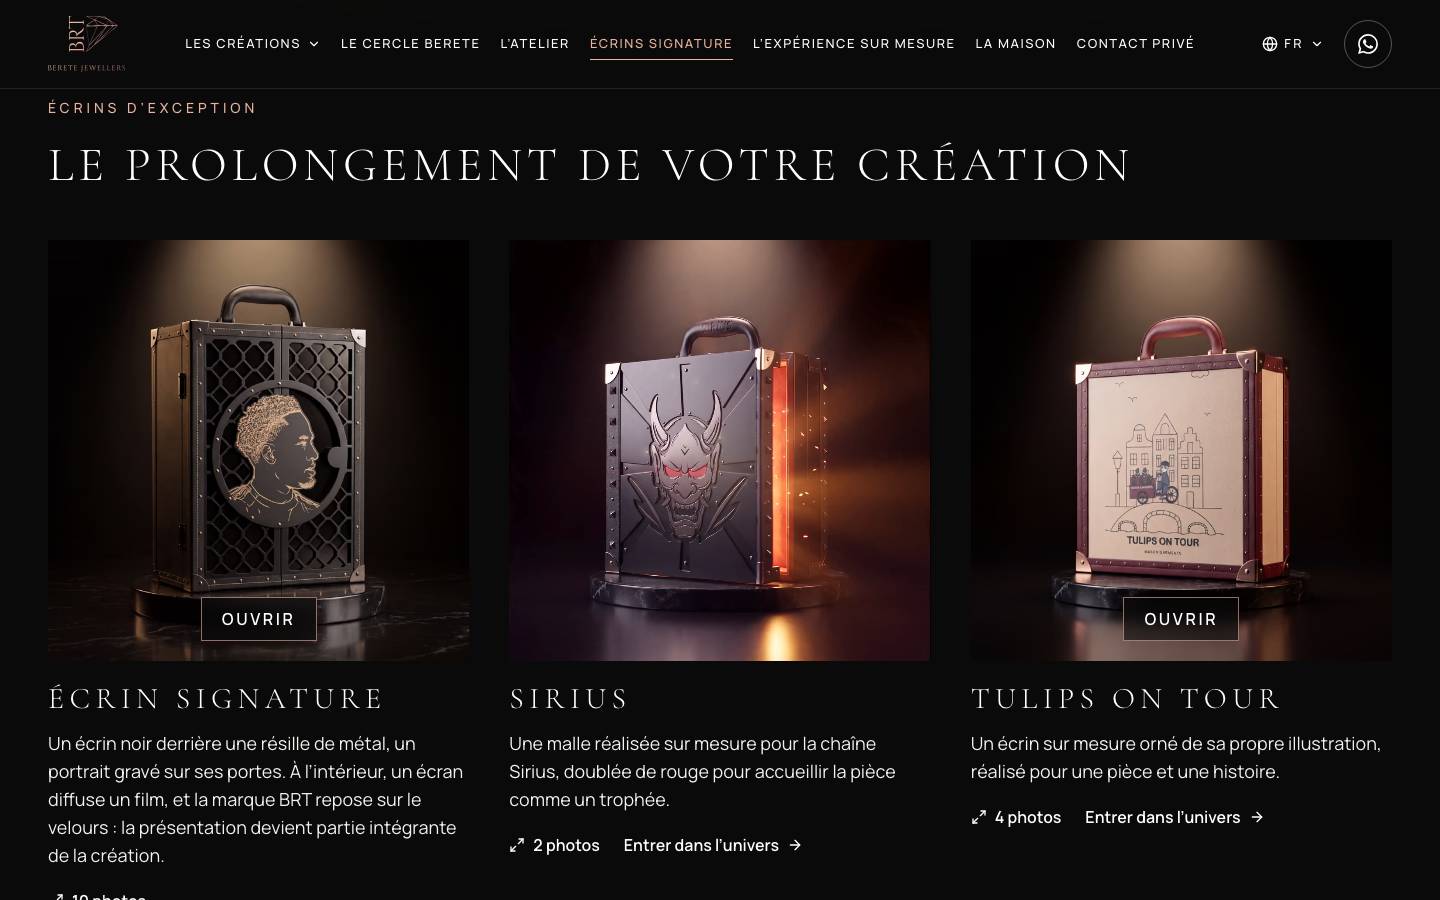 BRT
BERETE JEWELLERS
LES CRÉATIONS
LE CERCLE BERETE
L'ATELIER
ÉCRINS SIGNATURE
L'EXPÉRIENCE SUR MESURE
LA MAISON
CONTACT PRIVÉ
FR
ÉCRINS D'EXCEPTION
LE PROLONGEMENT DE VOTRE CRÉATION
TULIPS ON TOUR
OUVRIR
OUVRIR
ÉCRIN SIGNATURE
Un écrin noir derrière une résille de métal, un
portrait gravé sur ses portes. À l'intérieur, un écran
diffuse un film, et la marque BRT repose sur le
velours : la présentation devient partie intégrante
de la création.
10 photos
SIRIUS
Une malle réalisée sur mesure pour la chaîne
Sirius, doublée de rouge pour accueillir la pièce
comme un trophée.
2 photos
Entrer dans l'univers
TULIPS ON TOUR
Un écrin sur mesure orné de sa propre illustration,
réalisé pour une pièce et une histoire.
4 photos
Entrer dans l'univers